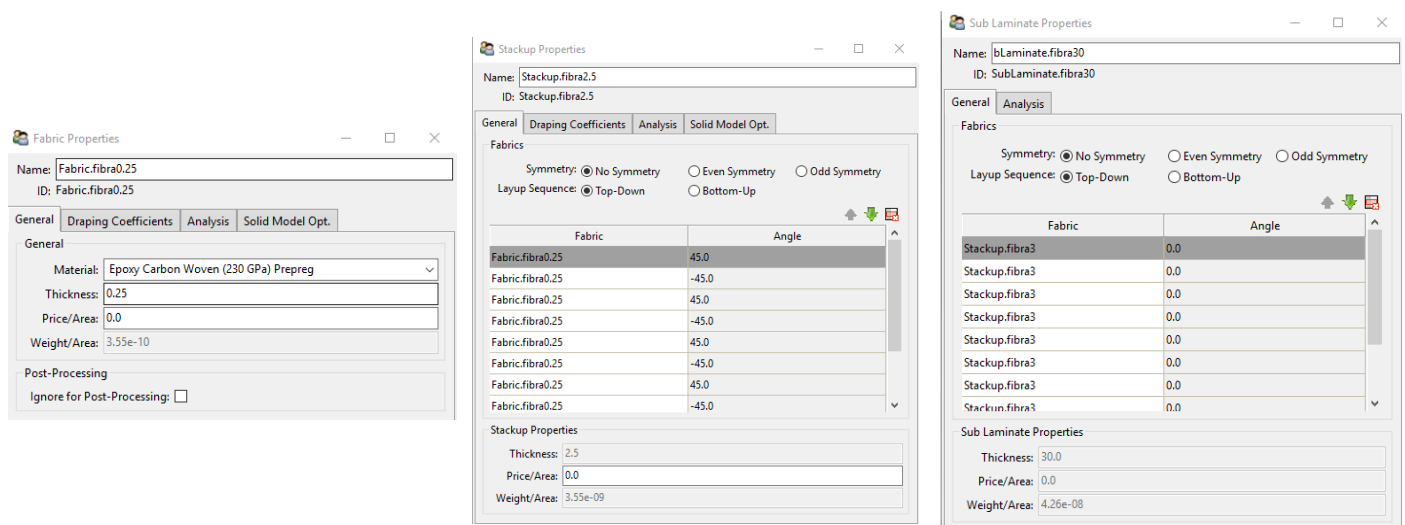 Fabric Properties
Name: Fabric.fibra0.25
ID: Fabric.fibra0.25
General Draping Coefficients Analysis Solid Model Opt.
General
Material: Epoxy Carbon Woven (230 GPa) Prepreg
Thickness: 0.25
Price/Area: 0.0
Weight/Area: 3.55e-10
Post-Processing
Ignore for Post-Processing:
Stackup Properties
Name: Stackup.fibra2.5
ID: Stackup.fibra2.5
General Draping Coefficients Analysis Solid Model Opt.
Fabrics
Symmetry: No Symmetry Even Symmetry Odd Symmetry
Layup Sequence: Top-Down Bottom-Up
Fabric Angle
Fabric.fibra0.25 45.0
Fabric.fibra0.25 -45.0
Fabric.fibra0.25 45.0
Fabric.fibra0.25 -45.0
Fabric.fibra0.25 45.0
Fabric.fibra0.25 -45.0
Fabric.fibra0.25 45.0
Fabric.fibra0.25 -45.0
Stackup Properties
Thickness: 2.5
Price/Area: 0.0
Weight/Area: 3.55e-09
Sub Laminate Properties
Name: bLaminate.fibra30
ID: SubLaminate.fibra30
General Analysis
Fabrics
Symmetry: No Symmetry Even Symmetry Odd Symmetry
Layup Sequence: Top-Down Bottom-Up
Fabric Angle
Stackup.fibra3 0.0
Stackup.fibra3 0.0
Stackup.fibra3 0.0
Stackup.fibra3 0.0
Stackup.fibra3 0.0
Stackup.fibra3 0.0
Stackup.fibra3 0.0
Stackup.fibra3 0.0
Sub Laminate Properties
Thickness: 30.0
Price/Area: 0.0
Weight/Area: 4.26e-08